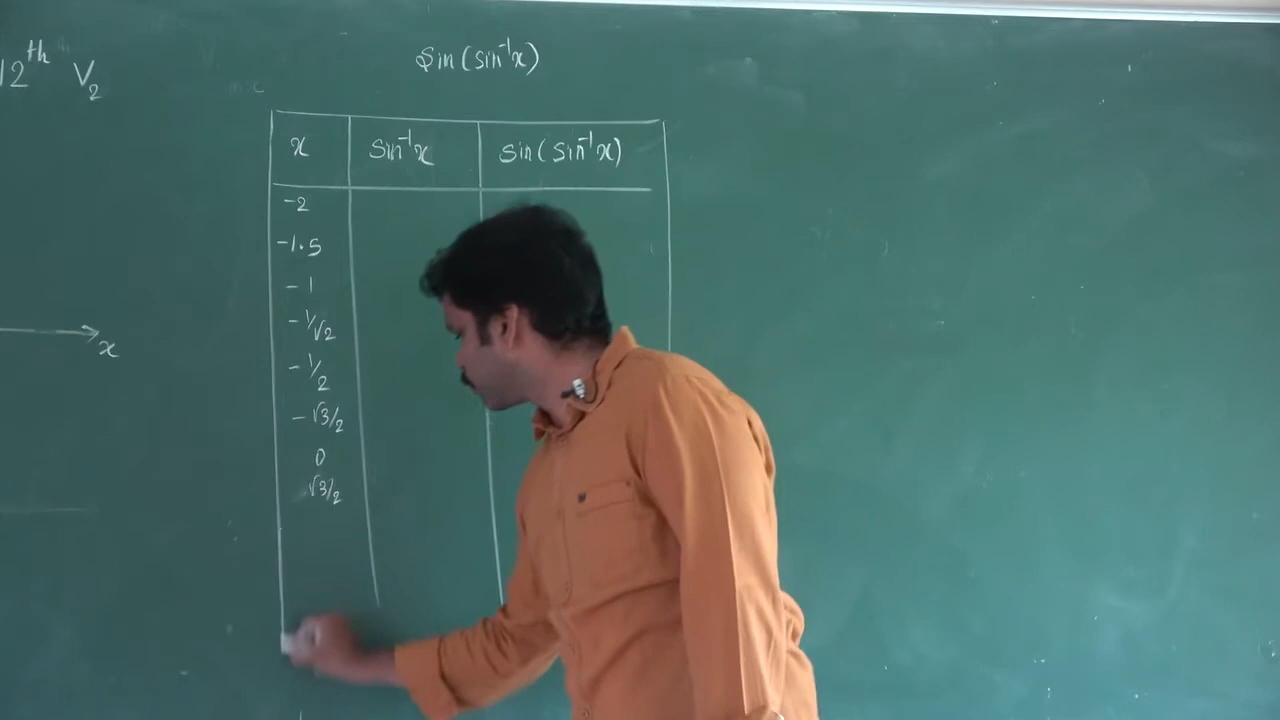 12th V2
Sin(sin⁻¹x)
x Sin⁻¹x Sin(Sin⁻¹x)
-2
-1.5
-1
-1/√2
x
-1/2
-√3/2
0
√3/2